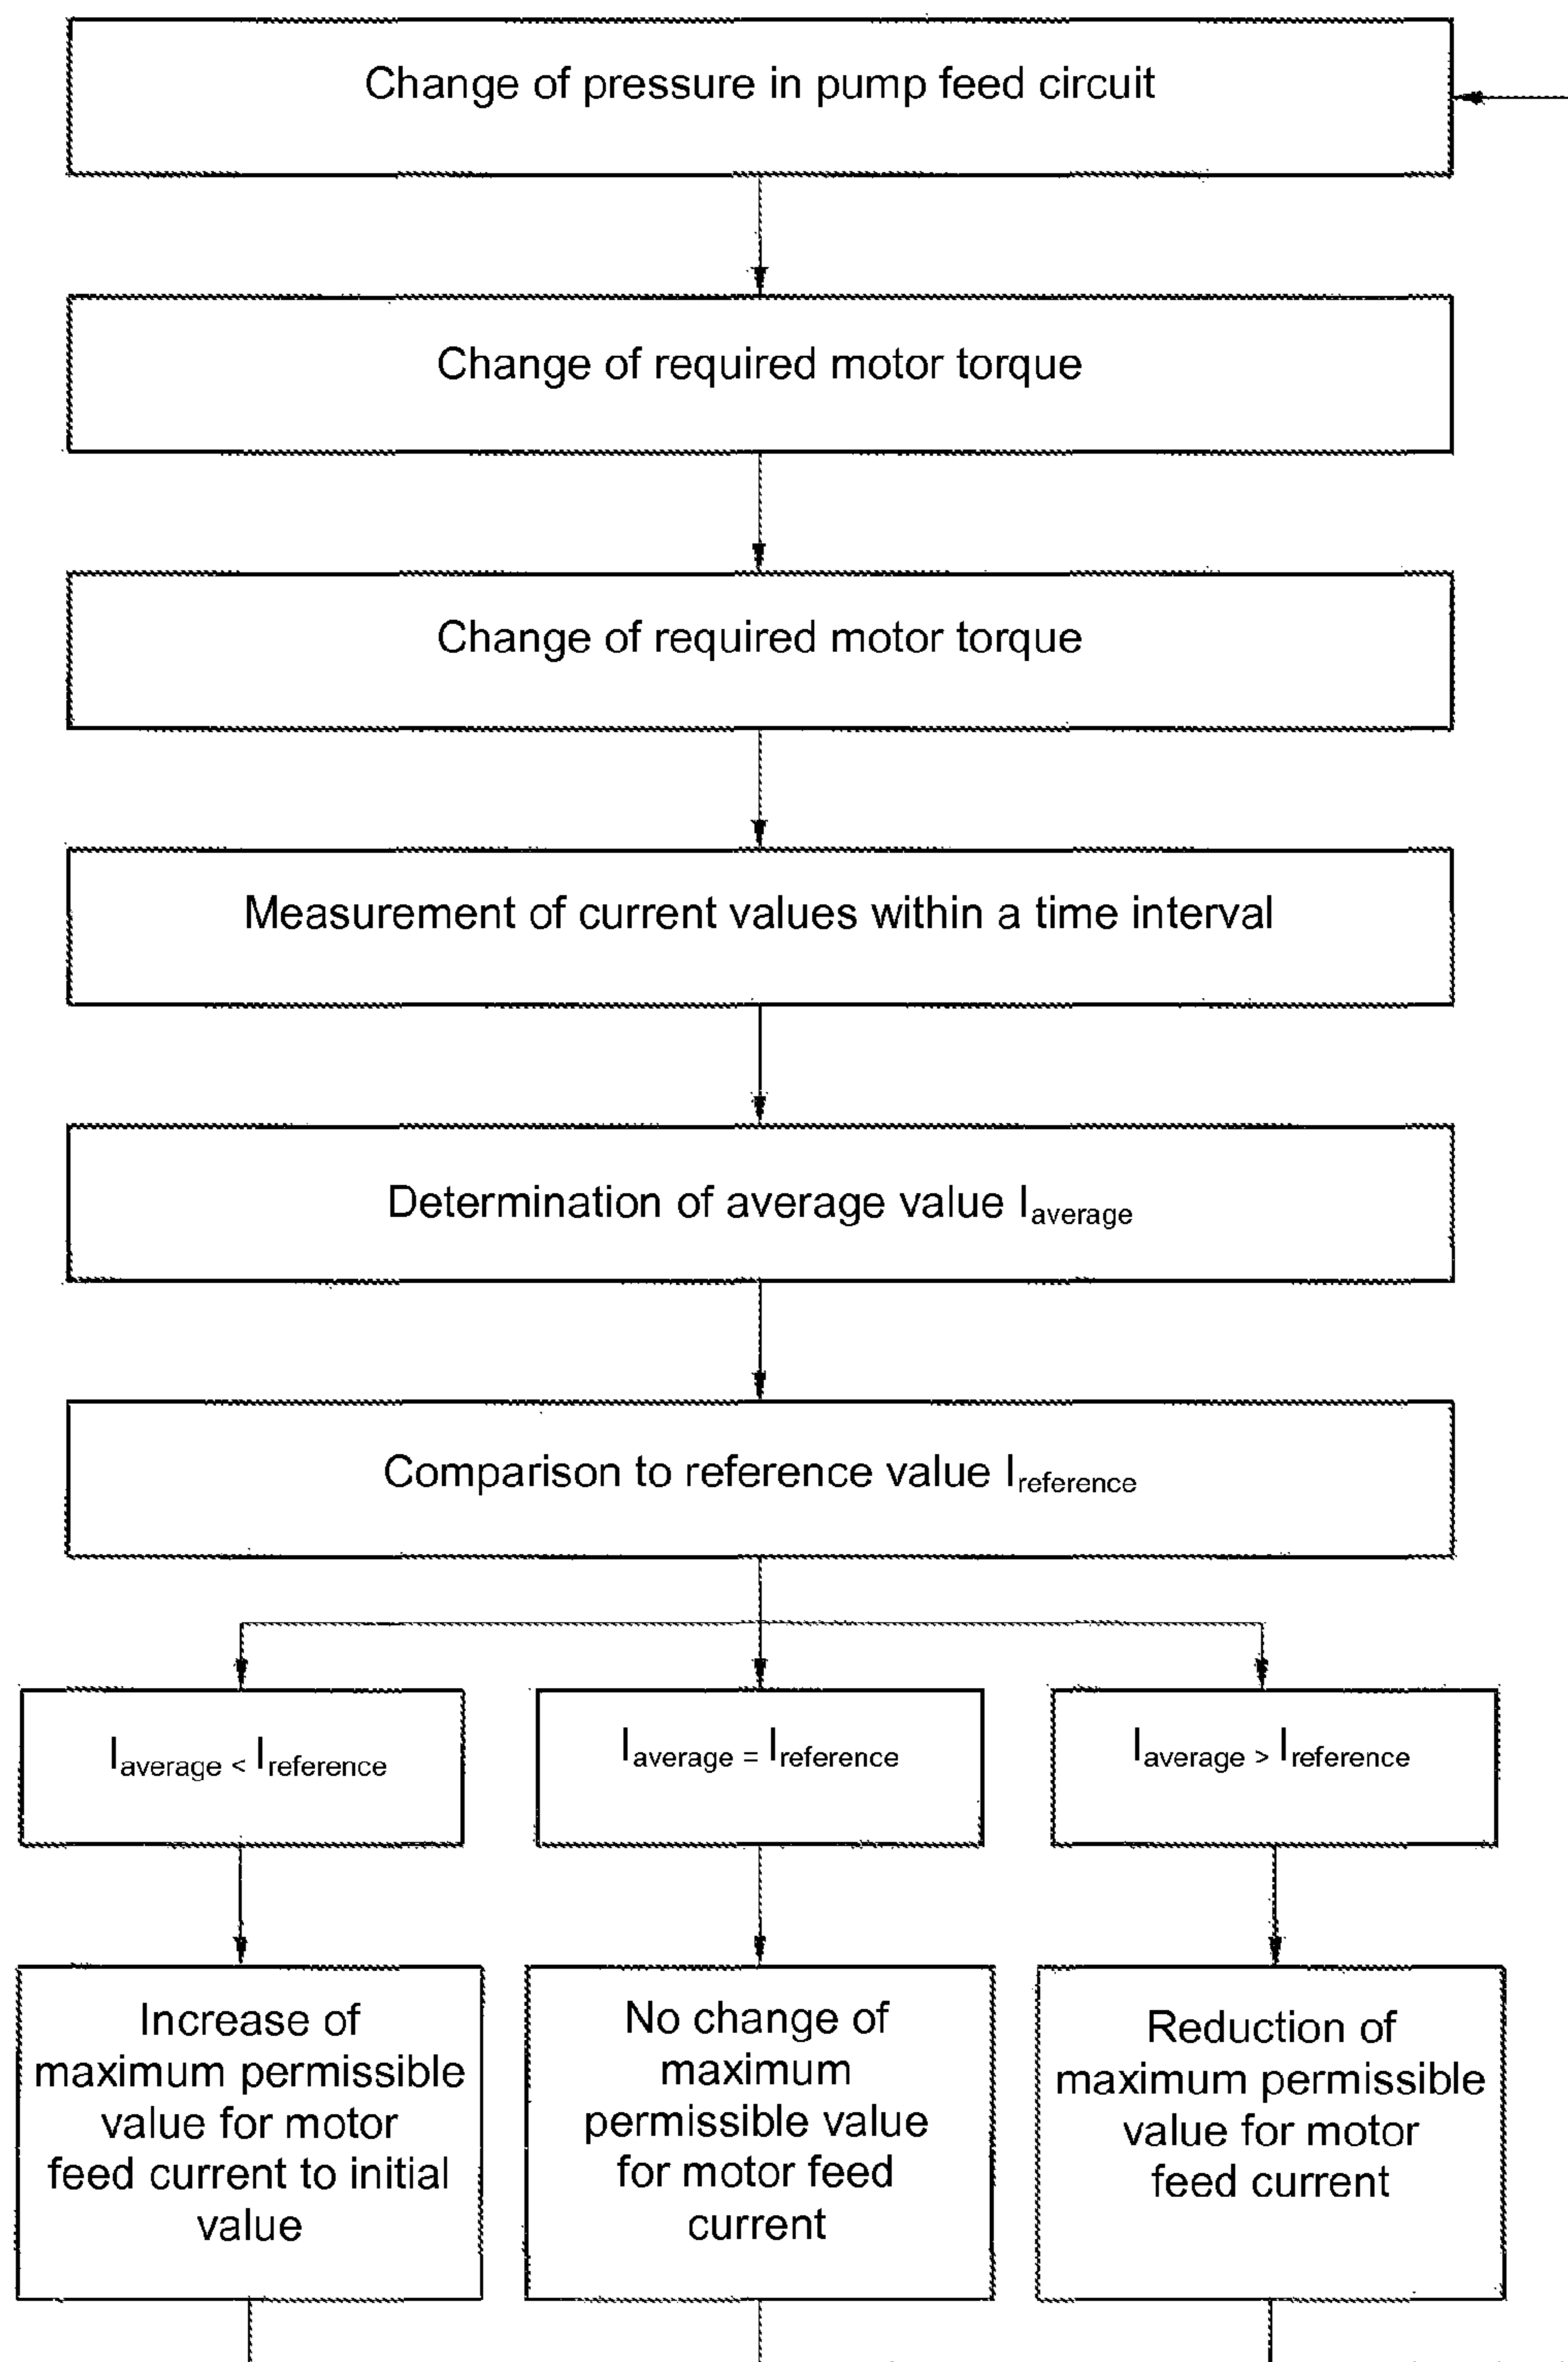 Change of pressure in pump feed circuit
Change of required motor torque
Change of required motor torque
Measurement of current values within a time interval
Determination of average value Iaverage
Comparison to reference value Ireference
Iaverage < Ireference
Iaverage = Ireference
Iaverage > Ireference
Increase of
maximum permissible
value for motor
feed current to initial
value
No change of
maximum
permissible value
for motor feed
current
Reduction of
maximum permissible
value for motor
feed current